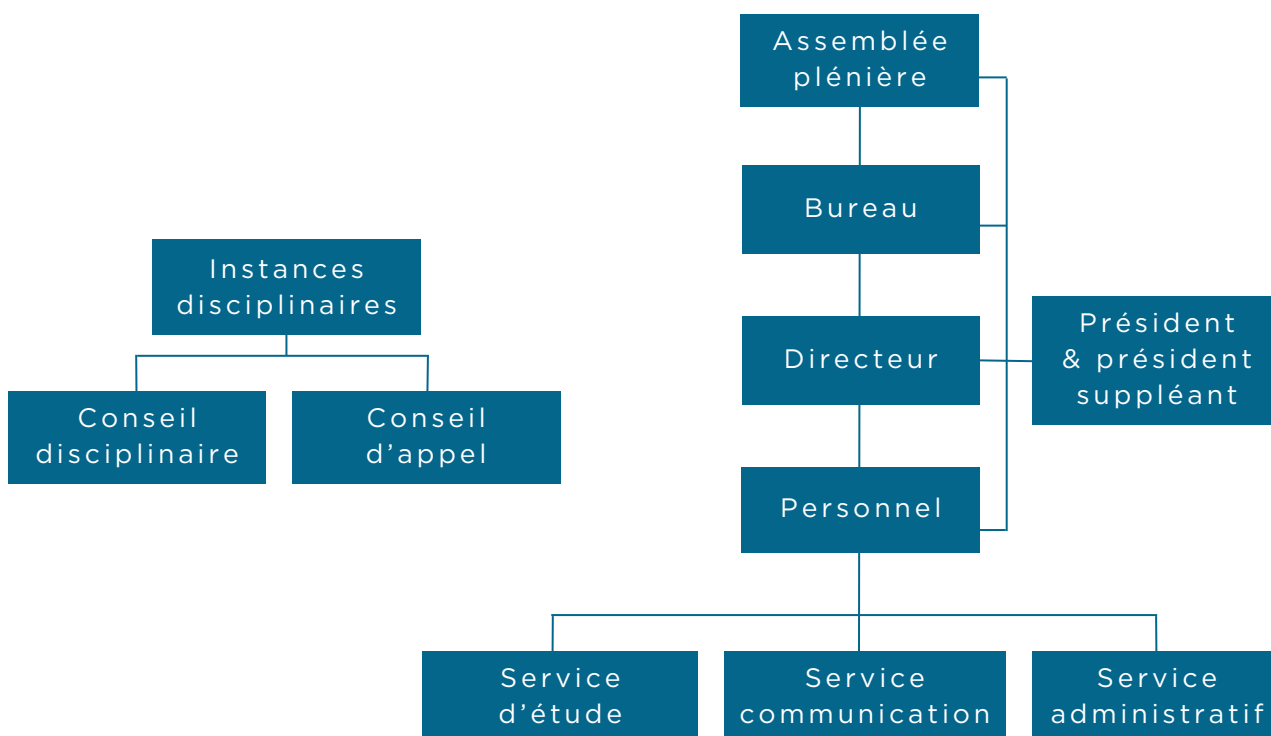 Assemblée
plénière
Bureau
Instances
disciplinaires
Président
& président
suppléant
Directeur
Conseil
disciplinaire
Conseil
d’appel
Personnel
Service
d’étude
Service
communication
Service
administratif